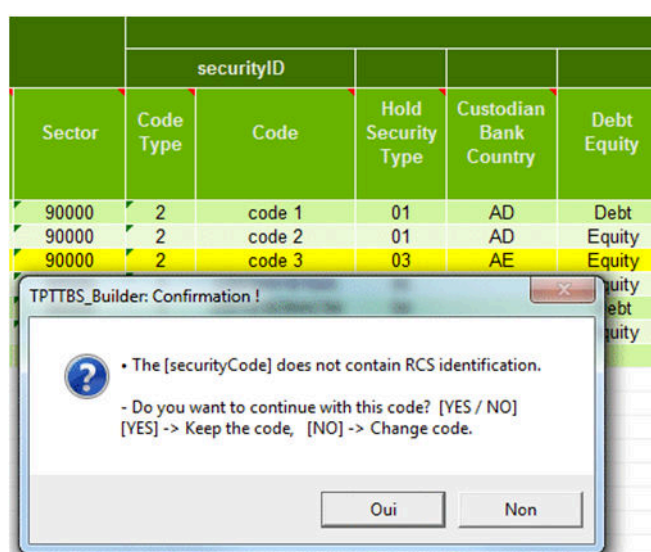 securityID
Sector Code Type Code Hold Security Type Custodian Bank Country Debt Equity
90000 2 code 1 01 AD Debt
90000 2 code 2 01 AD Equity
90000 2 code 3 03 AE Equity
quity
ebt
quity
TPTTBS_Builder: Confirmation !
• The [securityCode] does not contain RCS identification.
- Do you want to continue with this code? [YES / NO]
[YES] -> Keep the code, [NO] -> Change code.
Oui Non